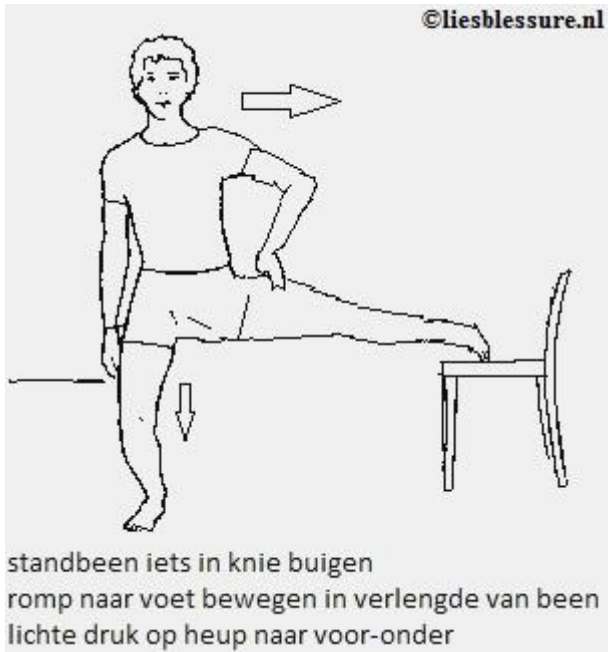 ©liesblessure.nl
standbeen iets in knie buigen
romp naar voet bewegen in verlengde van been
lichte druk op heup naar voor-onder